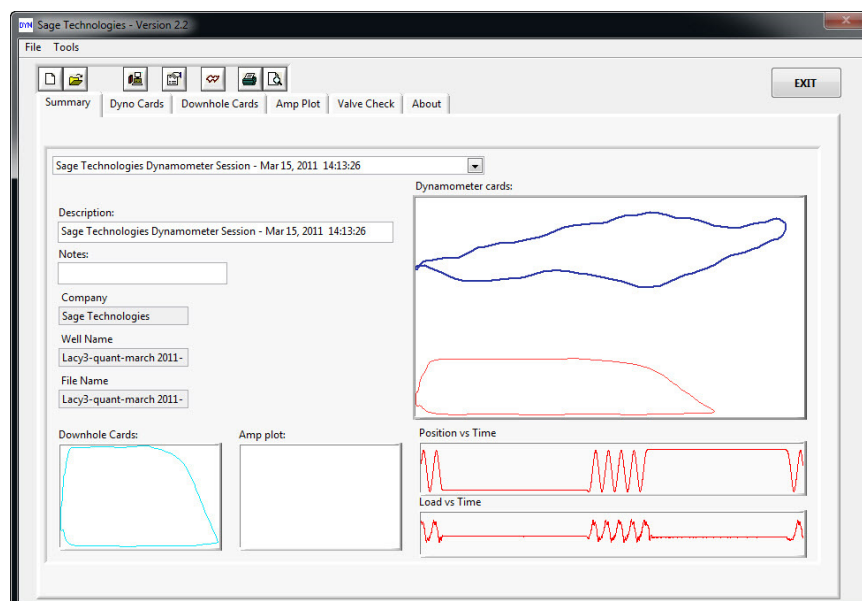 DYN Sage Technologies - Version 2.2
File Tools
EXIT
Summary Dyno Cards Downhole Cards Amp Plot Valve Check About
Sage Technologies Dynamometer Session - Mar 15, 2011 14:13:26
Dynamometer cards:
Description:
Sage Technologies Dynamometer Session - Mar 15, 2011 14:13:26
Notes:
Company
Sage Technologies
Well Name
Lacy3-quant-march 2011-
File Name
Lacy3-quant-march 2011-
Downhole Cards:
Amp plot:
Position vs Time
Load vs Time